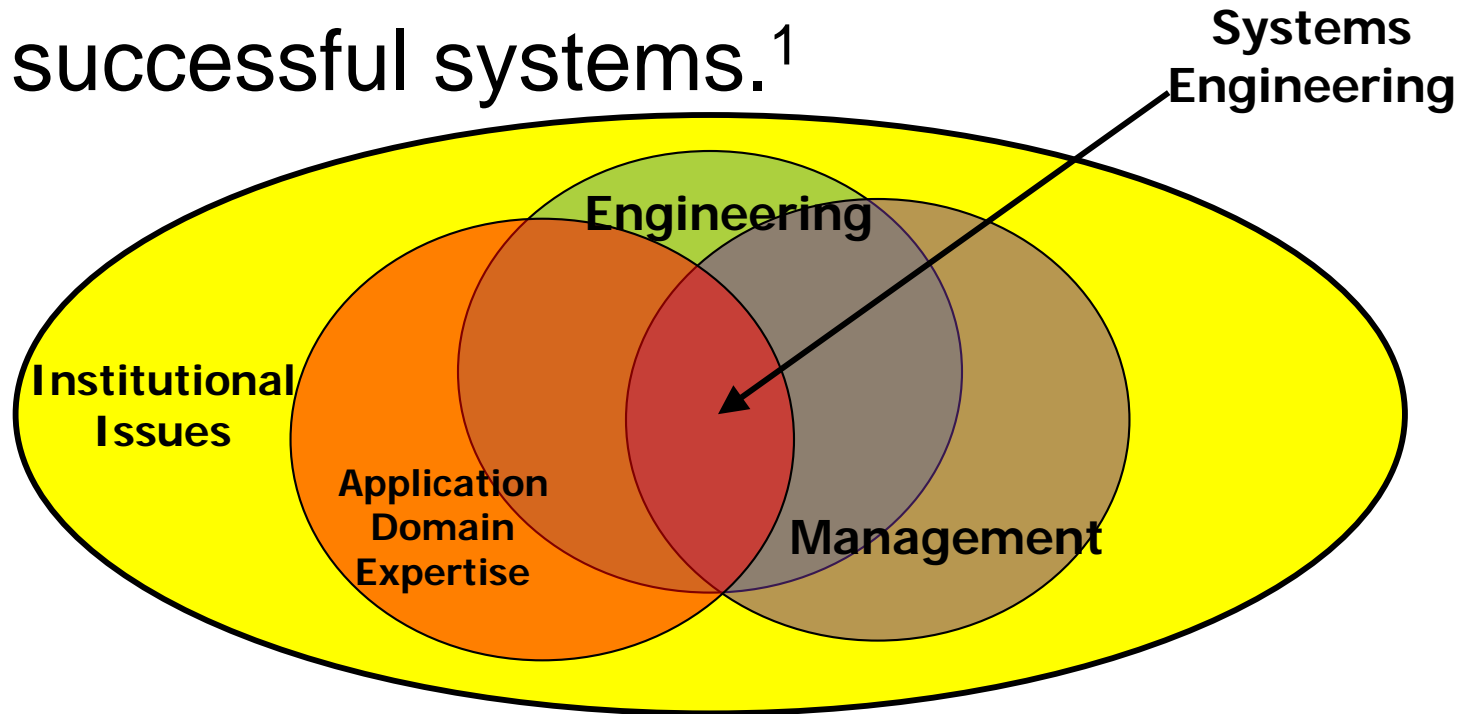 successful systems.¹
Systems
Engineering
Engineering
Institutional
Issues
Application
Domain
Expertise
Management